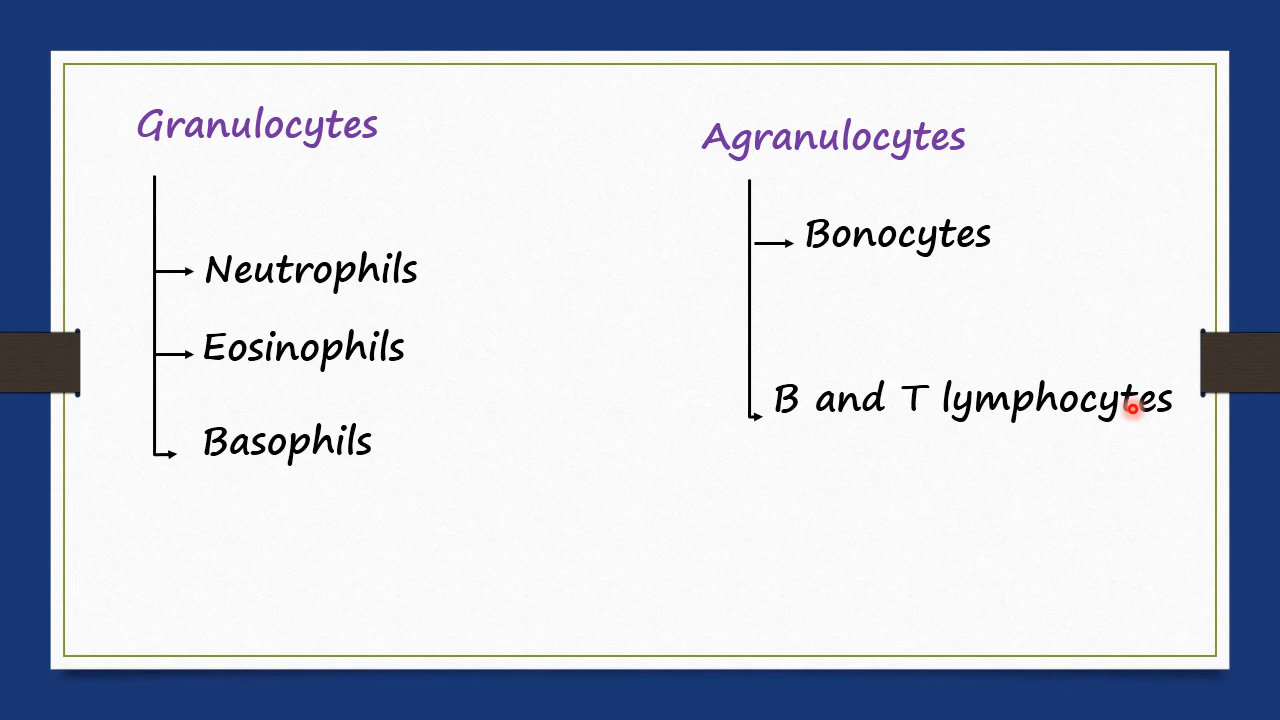 Granulocytes
Neutrophils
Eosinophils
Basophils
Agranulocytes
Bonocytes
B and T lymphocytes